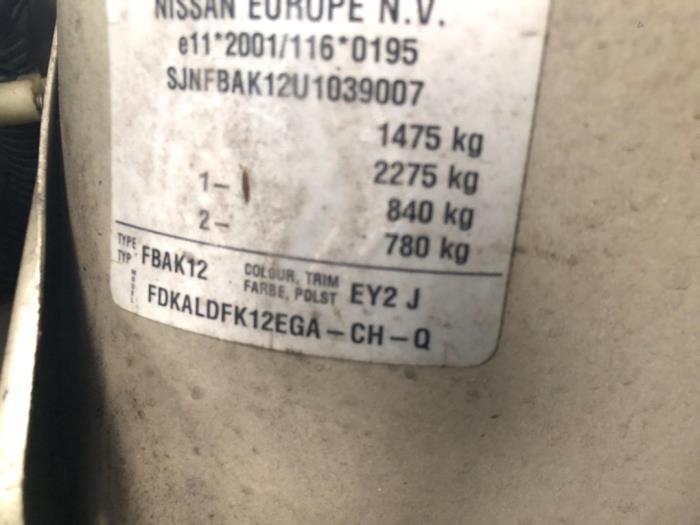 NISSAN EUROPE N.V.
e11*2001/116*0195
SJNFBAK12U1039007
1475 kg
2275 kg
1- 840 kg
2- 780 kg
TYPE TYP FBAK12 COLOUR, TRIM FARBE, POLST EY2 J
MODEL FDKALDFK12EGA-CH-Q